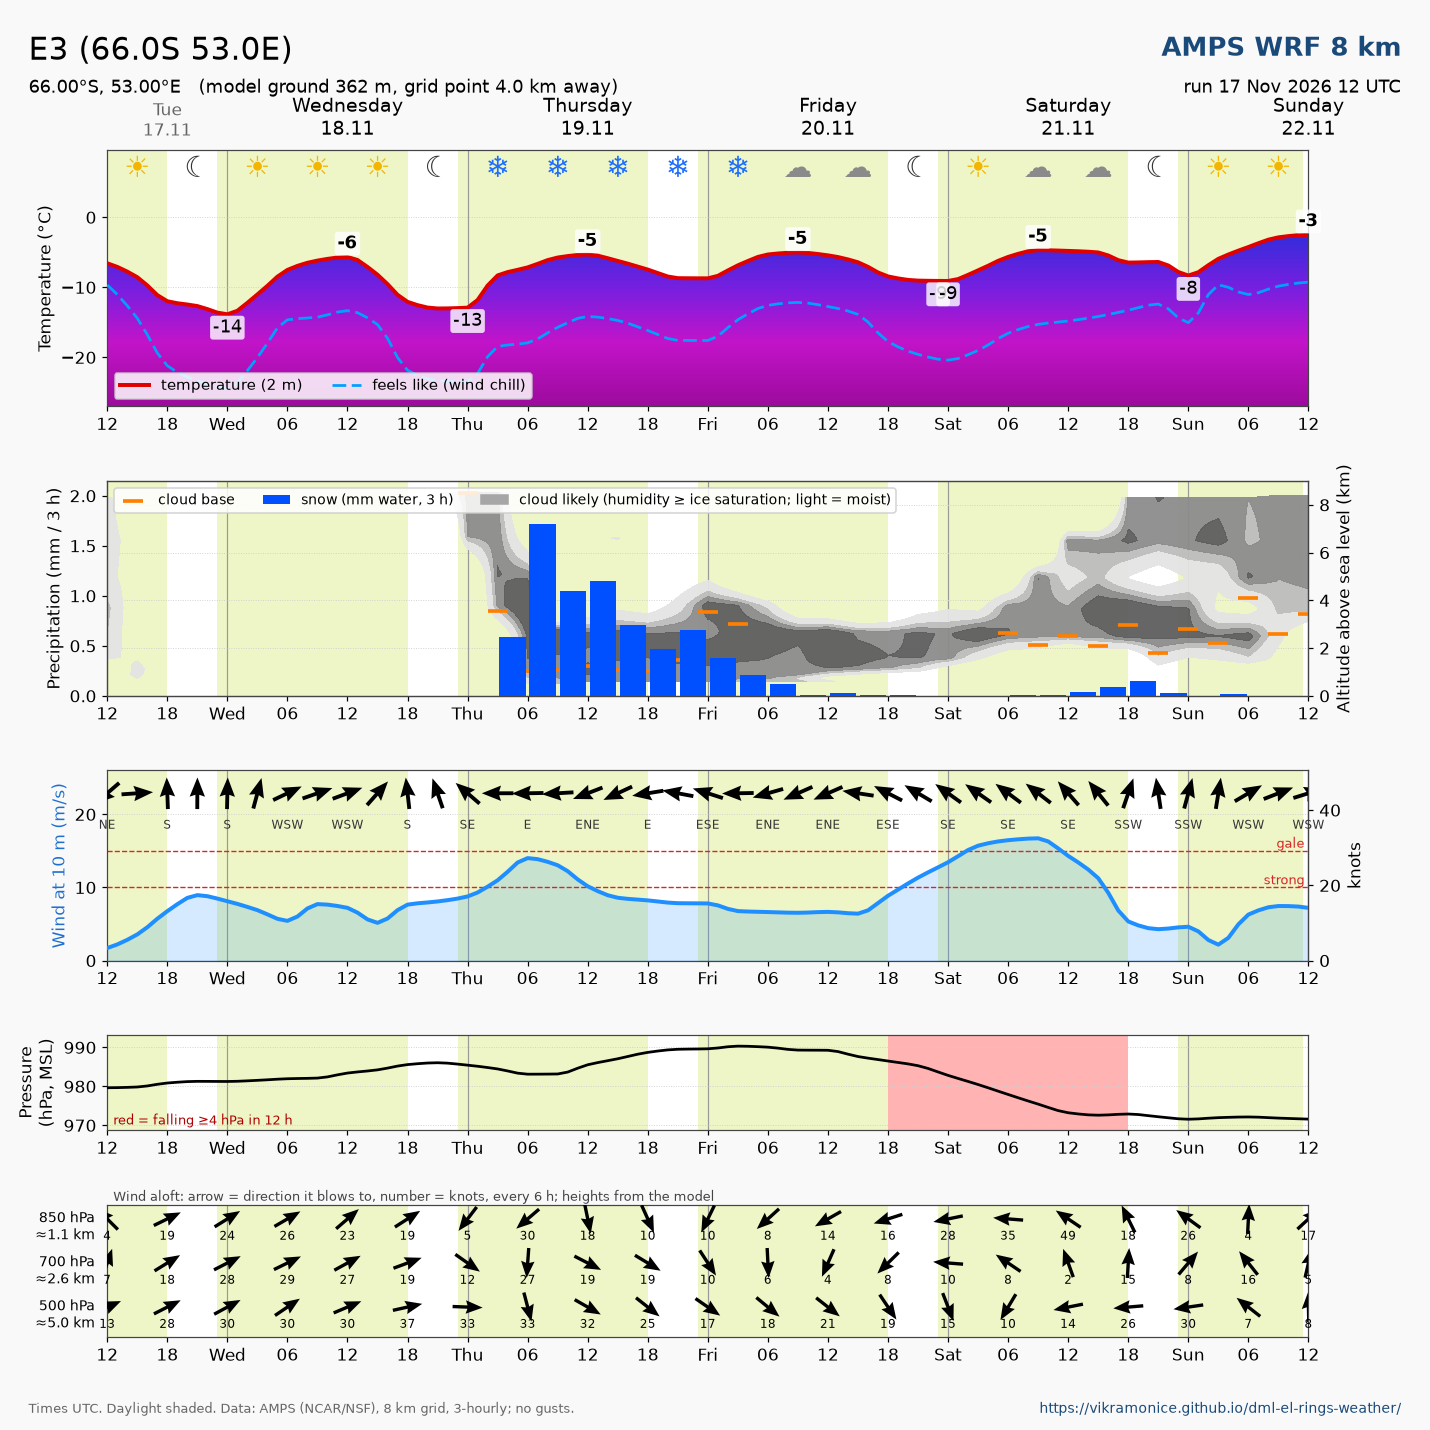 E3 (66.0S 53.0E)
AMPS WRF 8 km
66.00°S, 53.00°E (model ground 362 m, grid point 4.0 km away)
run 17 Nov 2026 12 UTC
Tue Wednesday Thursday Friday Saturday Sunday
17.11 18.11 19.11 20.11 21.11 22.11
Temperature (°C)
0
−10
−20
-14 -6 -13 -5 -5 -9 -5 -8 -3
temperature (2 m) feels like (wind chill)
12 18 Wed 06 12 18 Thu 06 12 18 Fri 06 12 18 Sat 06 12 18 Sun 06 12
Precipitation (mm / 3 h)
2.0
1.5
1.0
0.5
0.0
cloud base snow (mm water, 3 h) cloud likely (humidity ≥ ice saturation; light = moist)
8
6
4
2
0
Altitude above sea level (km)
12 18 Wed 06 12 18 Thu 06 12 18 Fri 06 12 18 Sat 06 12 18 Sun 06 12
Wind at 10 m (m/s)
20
10
0
NE S S WSW WSW S SE E ENE E ESE ENE ENE ESE SE SE SE SSW SSW WSW WSW
gale
strong
40
20
0
knots
12 18 Wed 06 12 18 Thu 06 12 18 Fri 06 12 18 Sat 06 12 18 Sun 06 12
Pressure
(hPa, MSL)
990
980
970
red = falling ≥4 hPa in 12 h
12 18 Wed 06 12 18 Thu 06 12 18 Fri 06 12 18 Sat 06 12 18 Sun 06 12
Wind aloft: arrow = direction it blows to, number = knots, every 6 h; heights from the model
850 hPa
≈1.1 km 4 19 24 26 23 19 5 30 18 10 10 8 14 16 28 35 49 18 26 4 17
700 hPa
≈2.6 km 7 18 28 29 27 19 12 27 19 19 10 6 4 8 10 8 2 15 8 16 5
500 hPa
≈5.0 km 13 28 30 30 30 37 33 33 32 25 17 18 21 19 15 10 14 26 30 7 8
12 18 Wed 06 12 18 Thu 06 12 18 Fri 06 12 18 Sat 06 12 18 Sun 06 12
Times UTC. Daylight shaded. Data: AMPS (NCAR/NSF), 8 km grid, 3-hourly; no gusts.
https://vikramonice.github.io/dml-el-rings-weather/